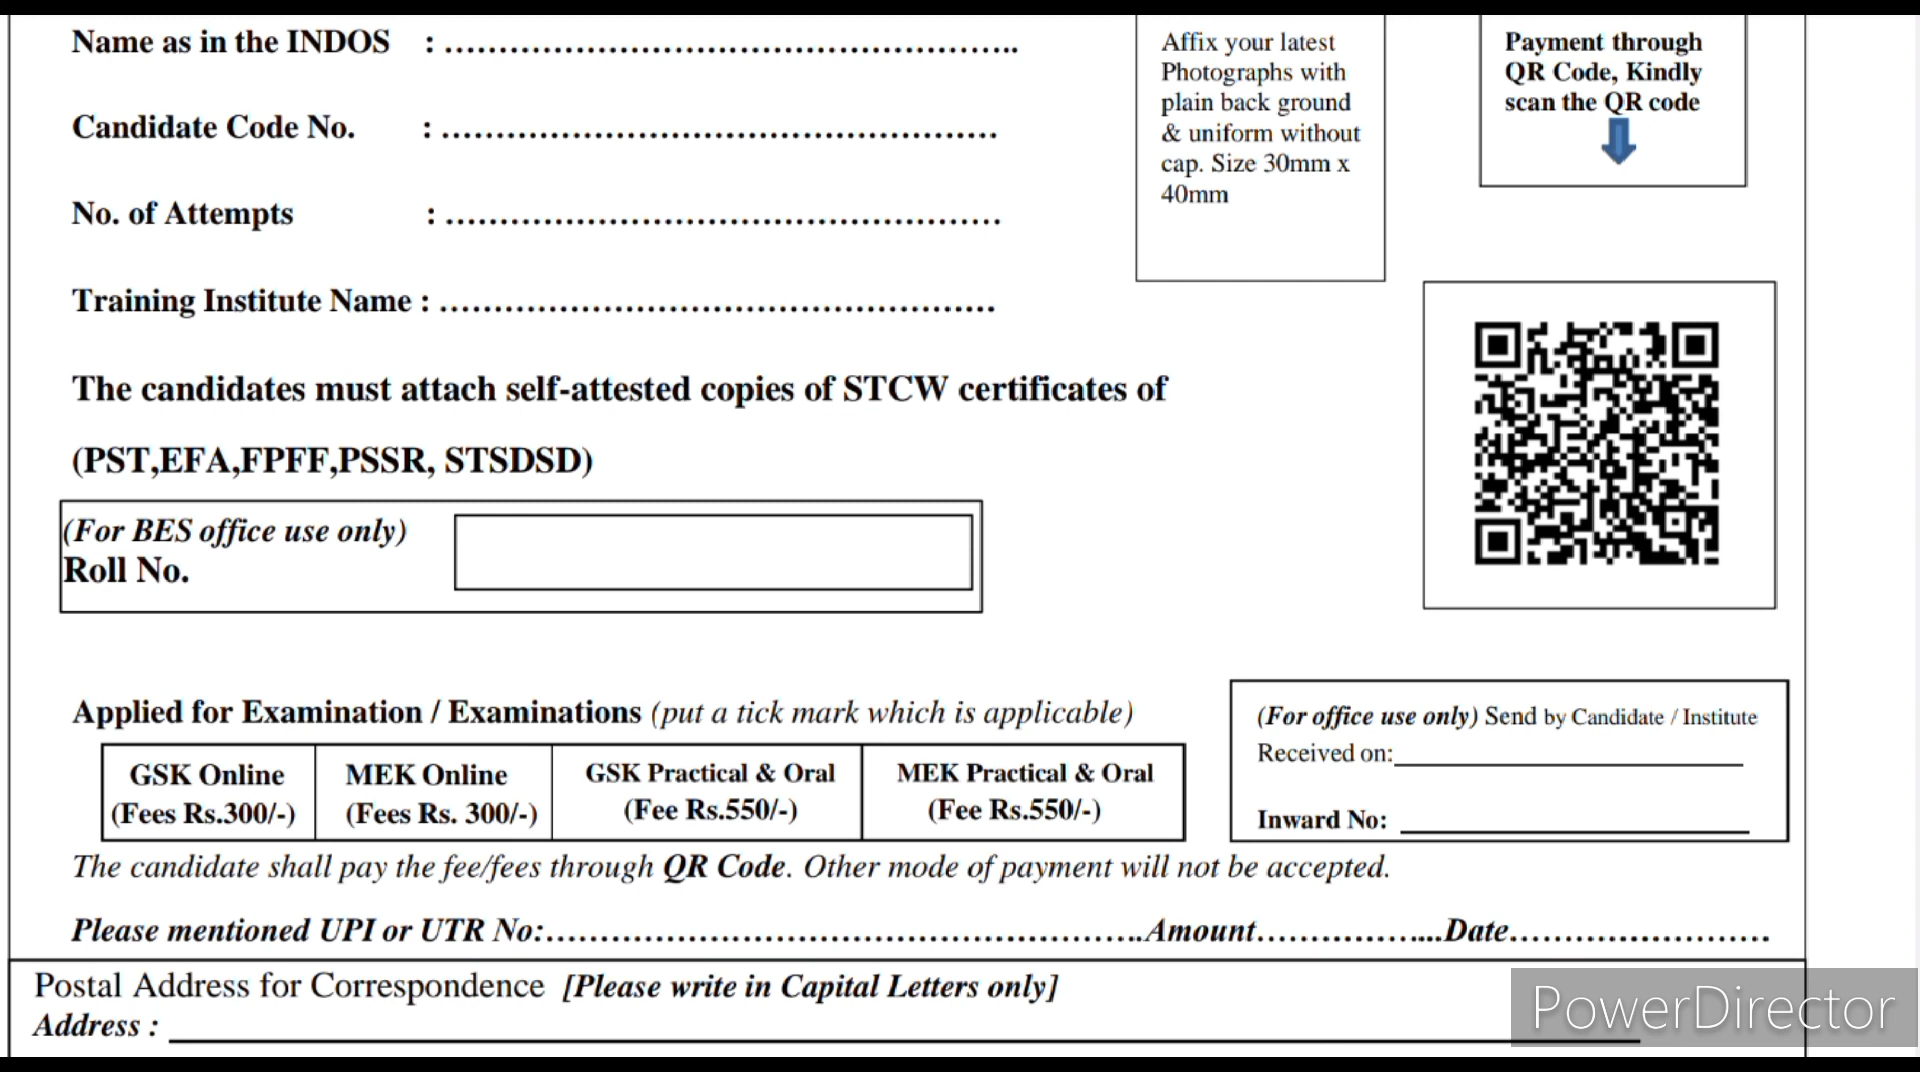 Name as in the INDOS : ........................................................
Candidate Code No. : ........................................................
No. of Attempts : ........................................................
Training Institute Name : ........................................................
Affix your latest
Photographs with
plain back ground
& uniform without
cap. Size 30mm x
40mm
Payment through
QR Code, Kindly
scan the QR code
The candidates must attach self-attested copies of STCW certificates of
(PST,EFA,FPFF,PSSR, STSDSD)
(For BES office use only)
Roll No.
Applied for Examination / Examinations (put a tick mark which is applicable)
GSK Online
(Fees Rs.300/-)
MEK Online
(Fees Rs. 300/-)
GSK Practical & Oral
(Fee Rs.550/-)
MEK Practical & Oral
(Fee Rs.550/-)
(For office use only) Send by Candidate / Institute
Received on:
Inward No:
The candidate shall pay the fee/fees through QR Code. Other mode of payment will not be accepted.
Please mentioned UPI or UTR No:........................................................Amount....................Date........................
Postal Address for Correspondence [Please write in Capital Letters only]
Address :
PowerDirector